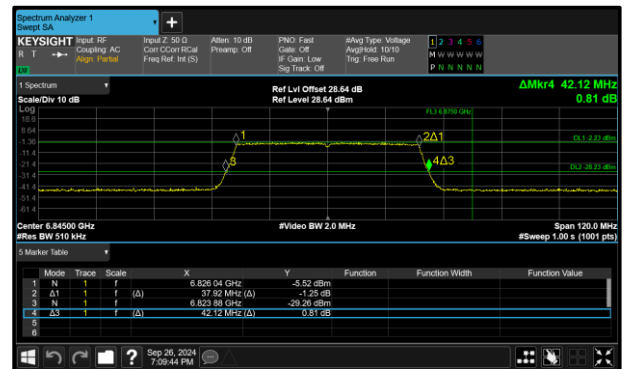 Spectrum Analyzer 1
Swept SA
+
KEYSIGHT Input: RF Input Z: 50 Ω Atten: 10 dB PNO: Fast #Avg Type: Voltage 1 2 3 4 5 6
R T Coupling: AC Corr CCorr RCal Preamp: Off Gate: Off Avg|Hold: 10/10 M W W W W W
Align: Partial Freq Ref: Int (S) IF Gain: Low Trig: Free Run
Sig Track: Off P N N N N N
1 Spectrum Ref Lvl Offset 28.64 dB ΔMkr4 42.12 MHz
Scale/Div 10 dB Ref Level 28.64 dBm 0.81 dB
Log
18.6
8.64
-1.36
-11.4
-21.4
-31.4
-41.4
-51.4
-61.4
1
2Δ1
3
4Δ3
DL1 -2.23 dBm
DL2 -28.23 dBm
Center 6.84500 GHz #Video BW 2.0 MHz Span 120.0 MHz
#Res BW 510 kHz #Sweep 1.00 s (1001 pts)
5 Marker Table
Mode Trace Scale X Y Function Function Width Function Value
1 N 1 f 6.826 04 GHz -5.52 dBm
2 Δ1 1 f (Δ) 37.92 MHz (Δ) -1.25 dB
3 N 1 f 6.823 88 GHz -29.26 dBm
4 Δ3 1 f (Δ) 42.12 MHz (Δ) 0.81 dB
5
6
? Sep 26, 2024
7:09:44 PM